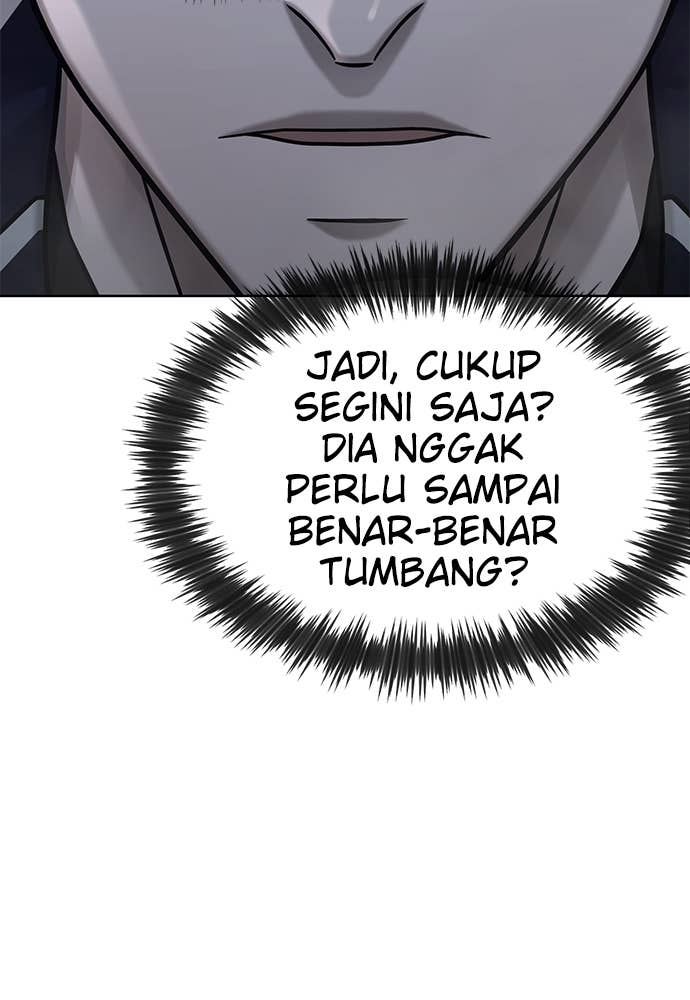 JADI, CUKUP
SEGINI SAJA?
DIA NGGAK
PERLU SAMPAI
BENAR-BENAR
TUMBANG?